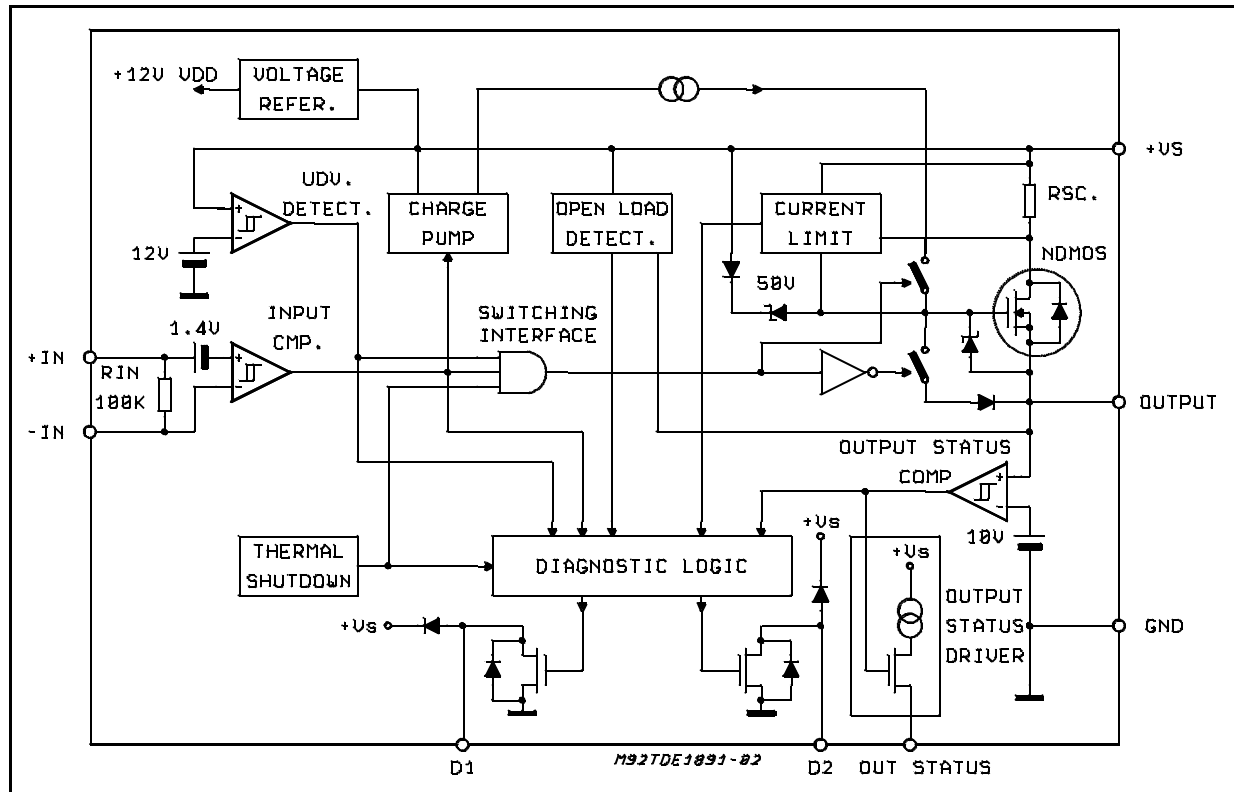 +12V VDD
VOLTAGE
REFER.
+VS
UDV.
DETECT.
CHARGE
PUMP
OPEN LOAD
DETECT.
CURRENT
LIMIT
RSC.
NDMOS
12V
50V
INPUT
CMP.
SWITCHING
INTERFACE
1.4V
+IN
RIN
100K
-IN
OUTPUT
OUTPUT STATUS
COMP
10V
+Vs
+Vs
THERMAL
SHUTDOWN
DIAGNOSTIC LOGIC
OUTPUT
STATUS
DRIVER
+Vs
GND
D1
M92TDE1891-02
D2
OUT STATUS